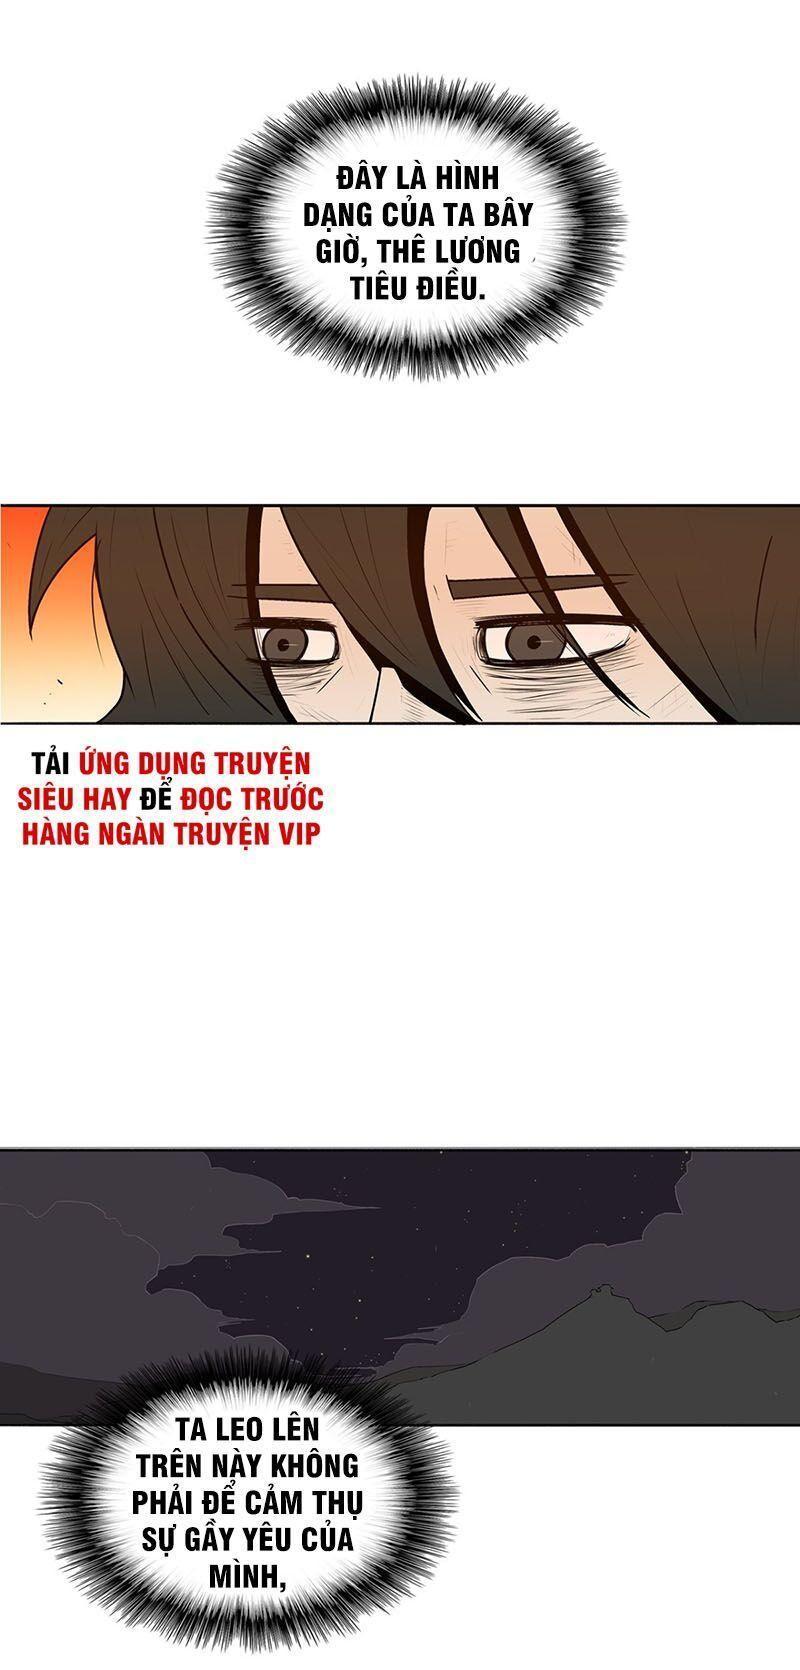 ĐÂY LÀ HÌNH
DẠNG CỦA TA BÂY
GIỜ, THÊ LƯƠNG
TIÊU ĐIỀU.
TẢI ỨNG DỤNG TRUYỆN
SIÊU HAY ĐỂ ĐỌC TRƯỚC
HÀNG NGÀN TRUYỆN VIP
TA LEO LÊN
TRÊN NÀY KHÔNG
PHẢI ĐỂ CẢM THỤ
SỰ GẦY YÊU CỦA
MÌNH,